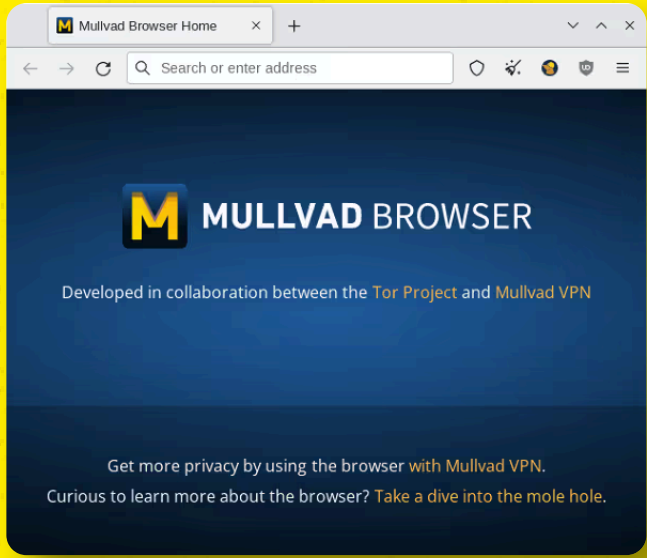 Mullvad Browser Home
Search or enter address
MULLVAD BROWSER
Developed in collaboration between the Tor Project and Mullvad VPN
Get more privacy by using the browser with Mullvad VPN.
Curious to learn more about the browser? Take a dive into the mole hole.